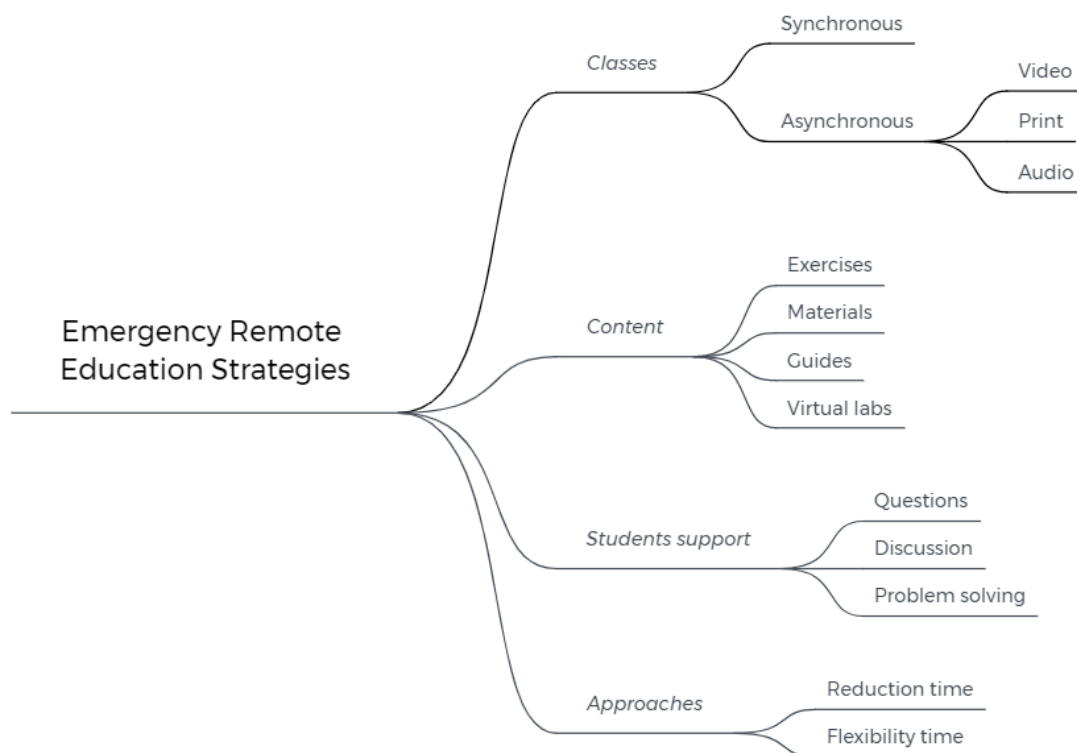 Emergency Remote
Education Strategies
Classes
Synchronous
Asynchronous
Video
Print
Audio
Content
Exercises
Materials
Guides
Virtual labs
Students support
Questions
Discussion
Problem solving
Approaches
Reduction time
Flexibility time